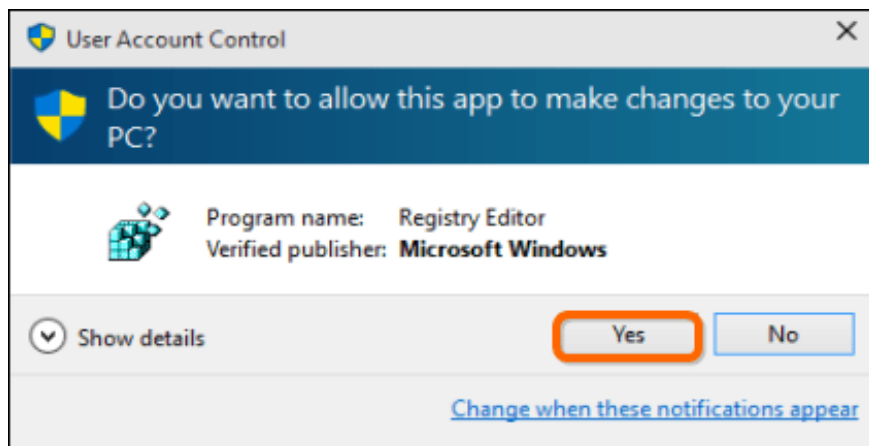 User Account Control
Do you want to allow this app to make changes to your
PC?
Program name: Registry Editor
Verified publisher: Microsoft Windows
Show details
Yes
No
Change when these notifications appear